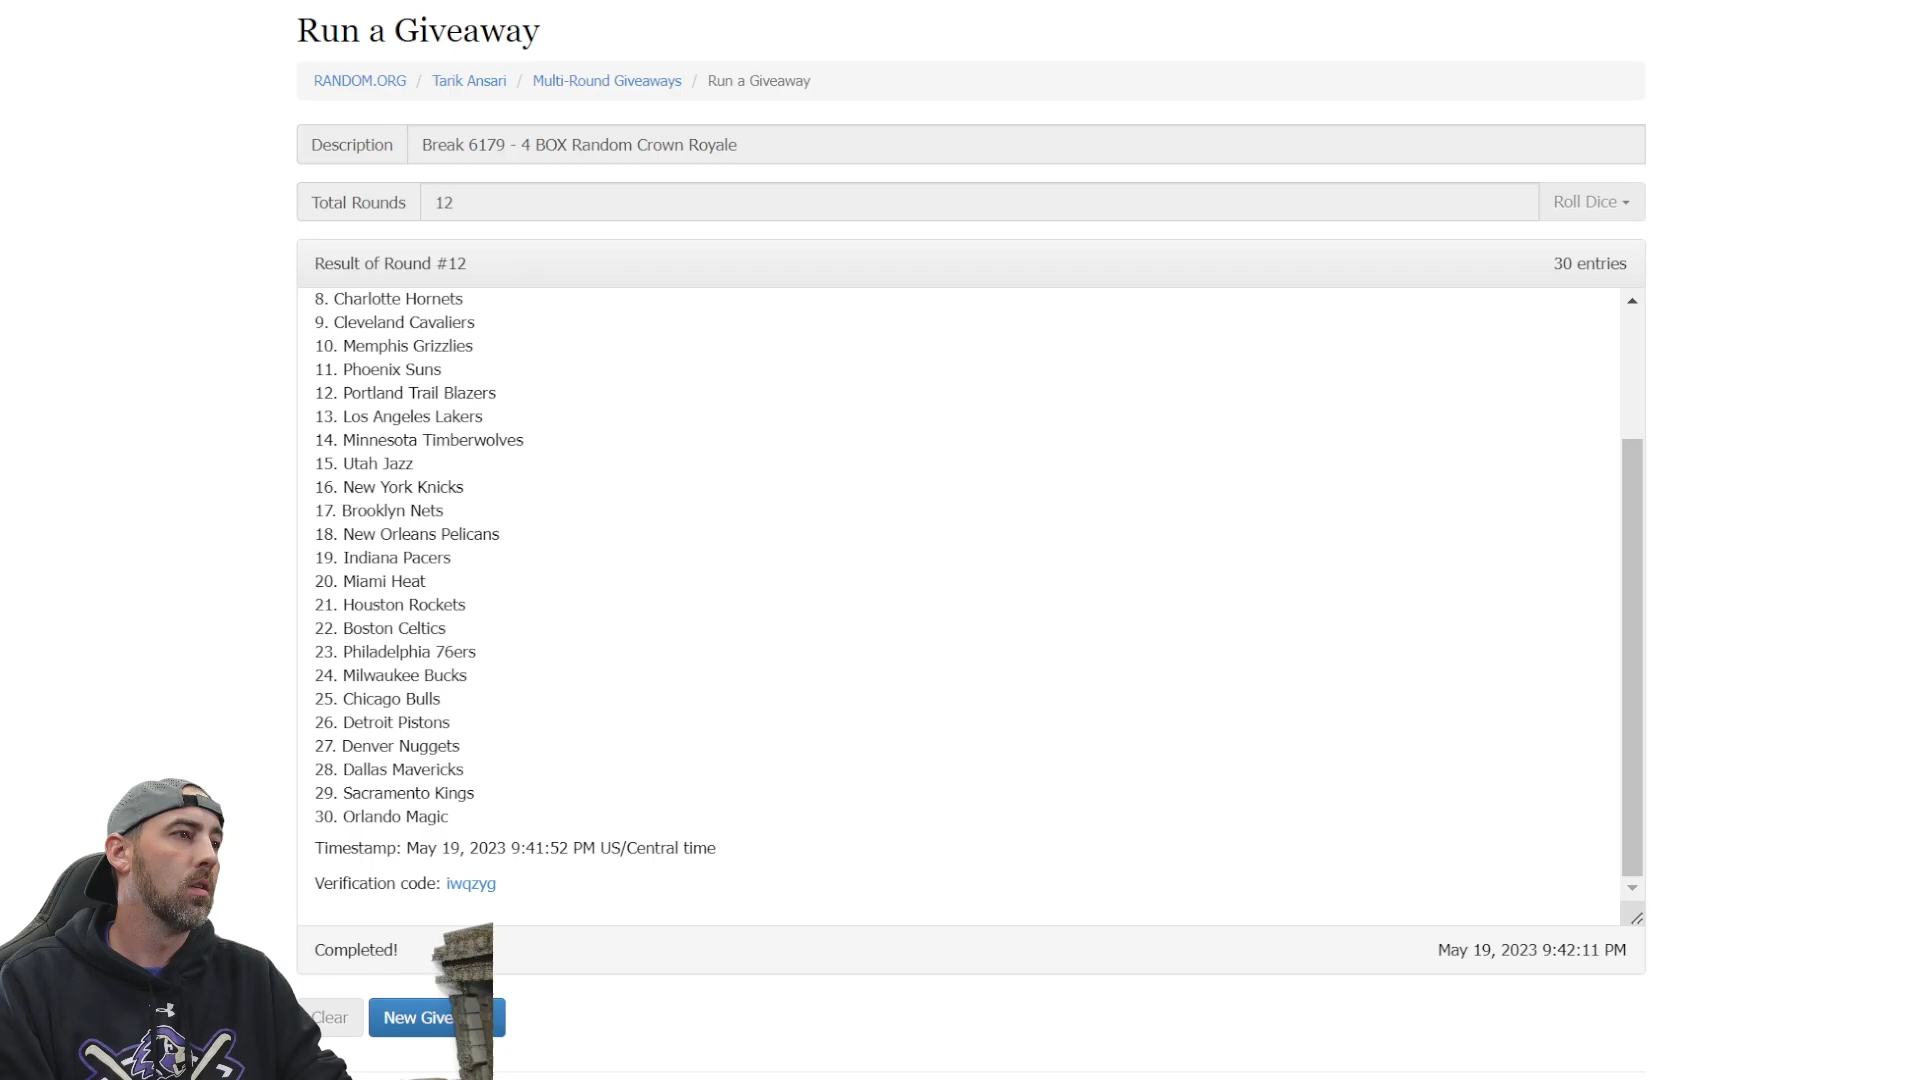 Run a Giveaway
RANDOM.ORG / Tarik Ansari / Multi-Round Giveaways / Run a Giveaway
Description Break 6179 - 4 BOX Random Crown Royale
Total Rounds 12 Roll Dice
Result of Round #12 30 entries
8. Charlotte Hornets
9. Cleveland Cavaliers
10. Memphis Grizzlies
11. Phoenix Suns
12. Portland Trail Blazers
13. Los Angeles Lakers
14. Minnesota Timberwolves
15. Utah Jazz
16. New York Knicks
17. Brooklyn Nets
18. New Orleans Pelicans
19. Indiana Pacers
20. Miami Heat
21. Houston Rockets
22. Boston Celtics
23. Philadelphia 76ers
24. Milwaukee Bucks
25. Chicago Bulls
26. Detroit Pistons
27. Denver Nuggets
28. Dallas Mavericks
29. Sacramento Kings
30. Orlando Magic
Timestamp: May 19, 2023 9:41:52 PM US/Central time
Verification code: iwqzyg
Completed! May 19, 2023 9:42:11 PM
Clear New Give